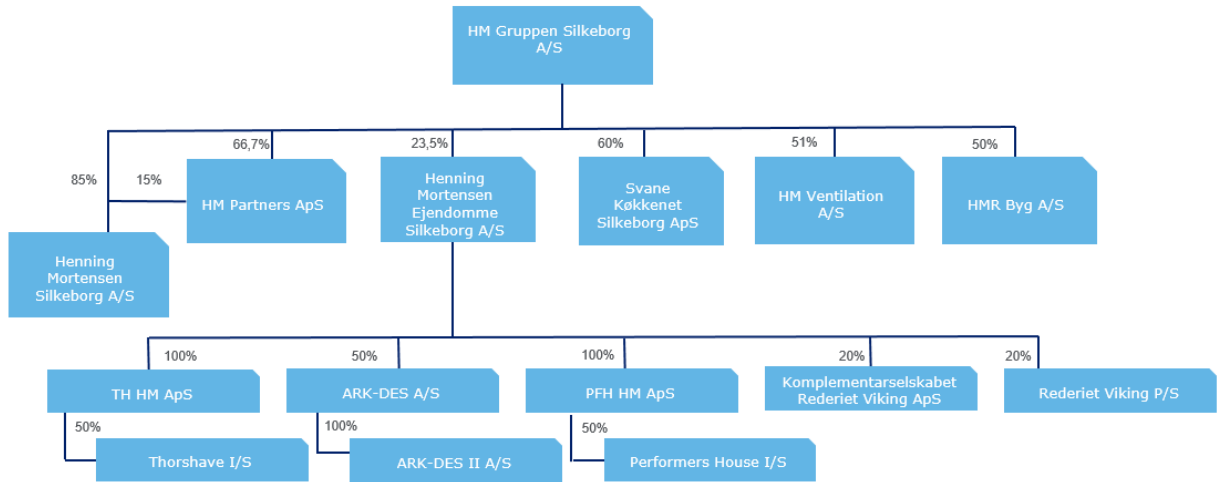 HM Gruppen Silkeborg
A/S
66,7%
23,5%
60%
51%
50%
85%
15%
HM Partners ApS
Henning
Mortensen
Ejendomme
Silkeborg A/S
Svane
Køkkenet
Silkeborg ApS
HM Ventilation
A/S
HMR Byg A/S
Henning
Mortensen
Silkeborg A/S
100%
50%
100%
20%
20%
TH HM ApS
ARK-DES A/S
PFH HM ApS
Komplementarselskabet
Rederiet Viking ApS
Rederiet Viking P/S
50%
100%
50%
Thorshave I/S
ARK-DES II A/S
Performers House I/S